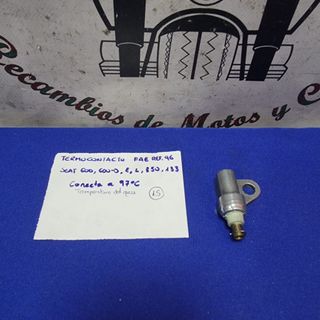 Recambios de Motos y C
TERMOCONTACTO FAE REF. 46
SEAT 600, 600-D, E, L, 850, 133
Conecta a 97°C
Temperatura del agua
15